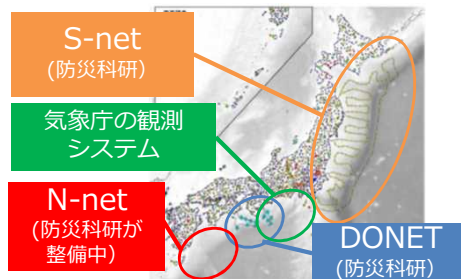 S-net
(防災科研)
気象庁の観測
システム
N-net
(防災科研が
整備中)
DONET
(防災科研)